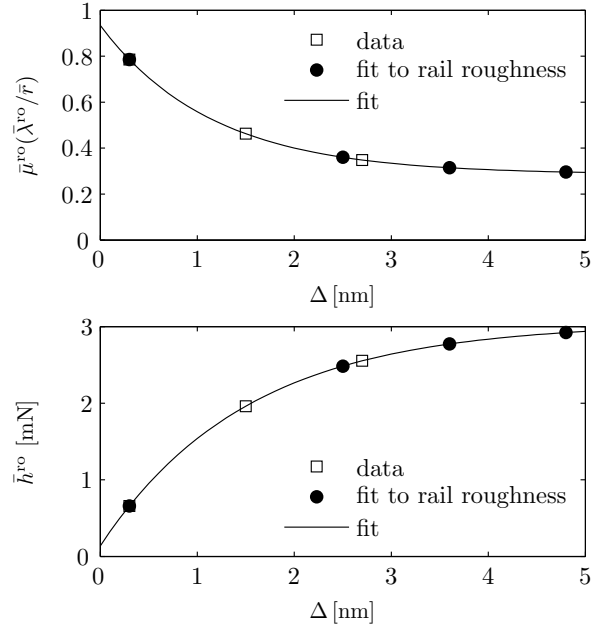 1
0.8
0.6
0.4
0.2
0
μ̄ʳᵒ(λ̄ʳᵒ/r̄)
data
fit to rail roughness
fit
0 1 2 3 4 5
Δ [nm]
3
2
1
0
h̄ʳᵒ [mN]
data
fit to rail roughness
fit
0 1 2 3 4 5
Δ [nm]